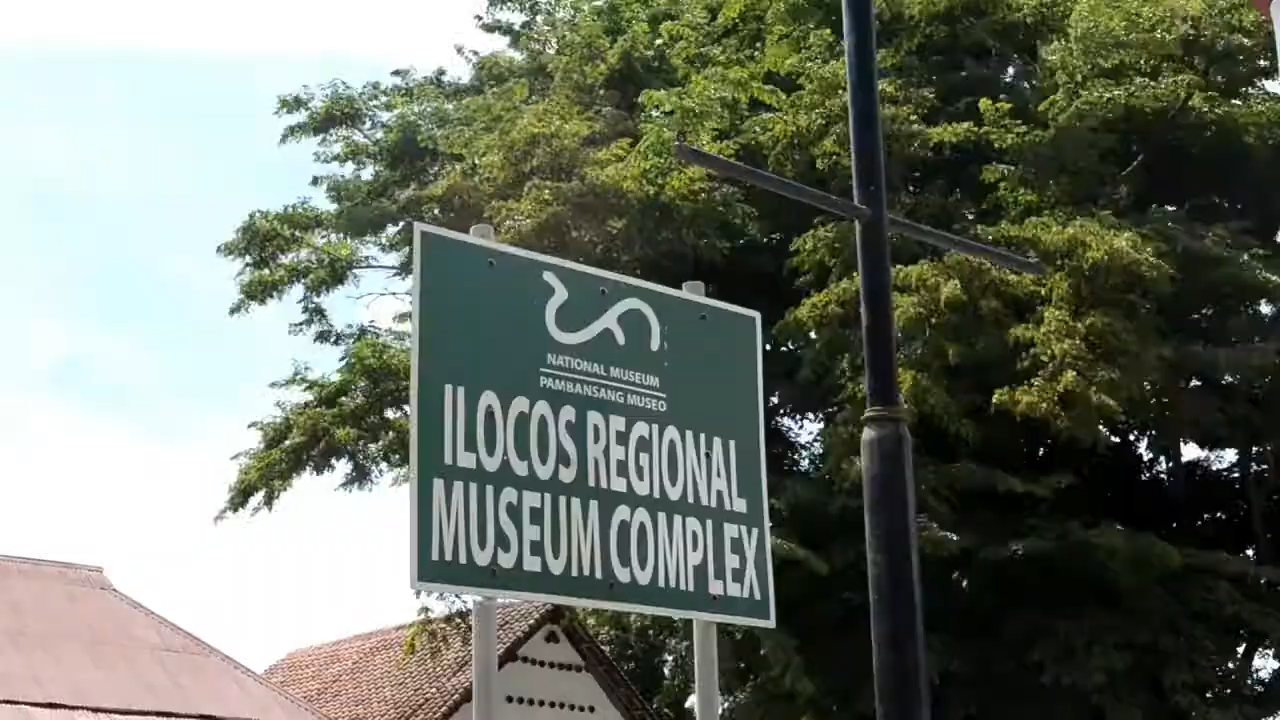 NATIONAL MUSEUM
PAMBANSANG MUSEO
ILOCOS REGIONAL
MUSEUM COMPLEX